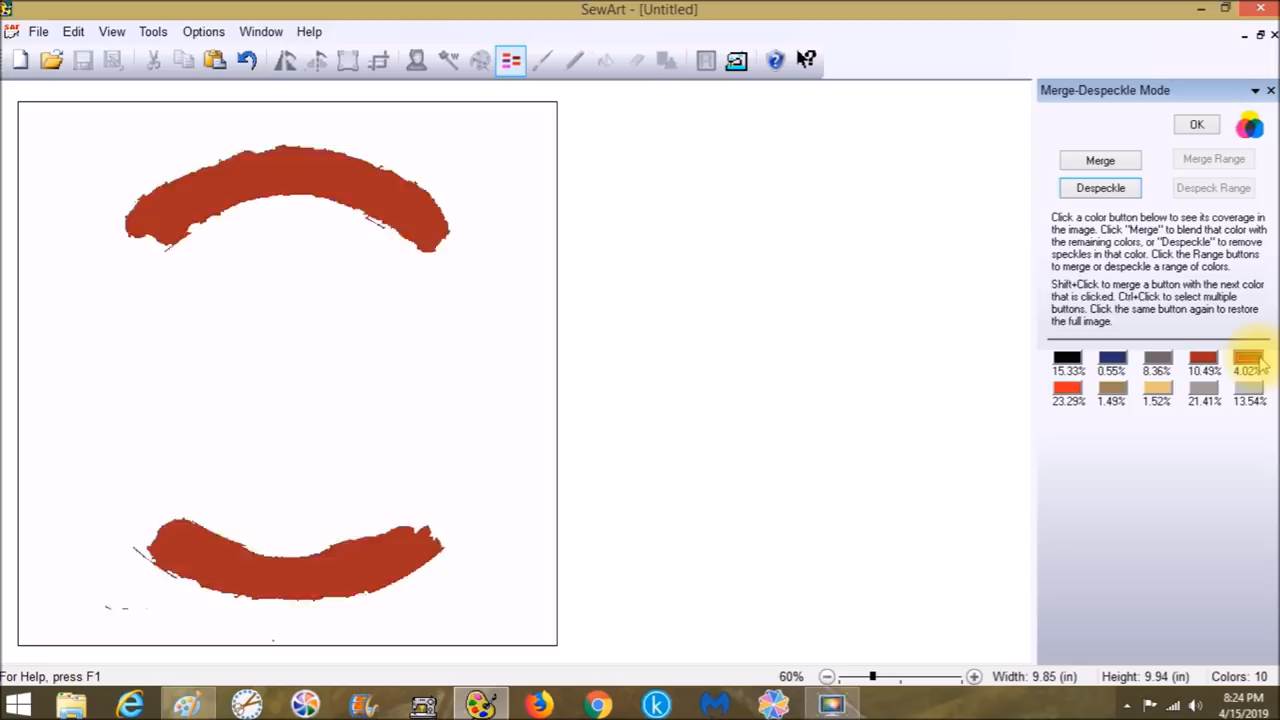 SewArt - [Untitled]
File Edit View Tools Options Window Help
Merge-Despeckle Mode
OK
Merge Merge Range
Despeckle Despeck Range
Click a color button below to see its coverage in
the image. Click "Merge" to blend that color with
the remaining colors, or "Despeckle" to remove
speckles in that color. Click the Range buttons
to merge or despeckle a range of colors.
Shift+Click to merge a button with the next color
that is clicked. Ctrl+Click to select multiple
buttons. Click the same button again to restore
the full image.
15.33% 0.55% 8.36% 10.49% 4.02%
23.29% 1.49% 1.52% 21.41% 13.54%
For Help, press F1 60% Width: 9.85 (in) Height: 9.94 (in) Colors: 10
8:24 PM
4/15/2019